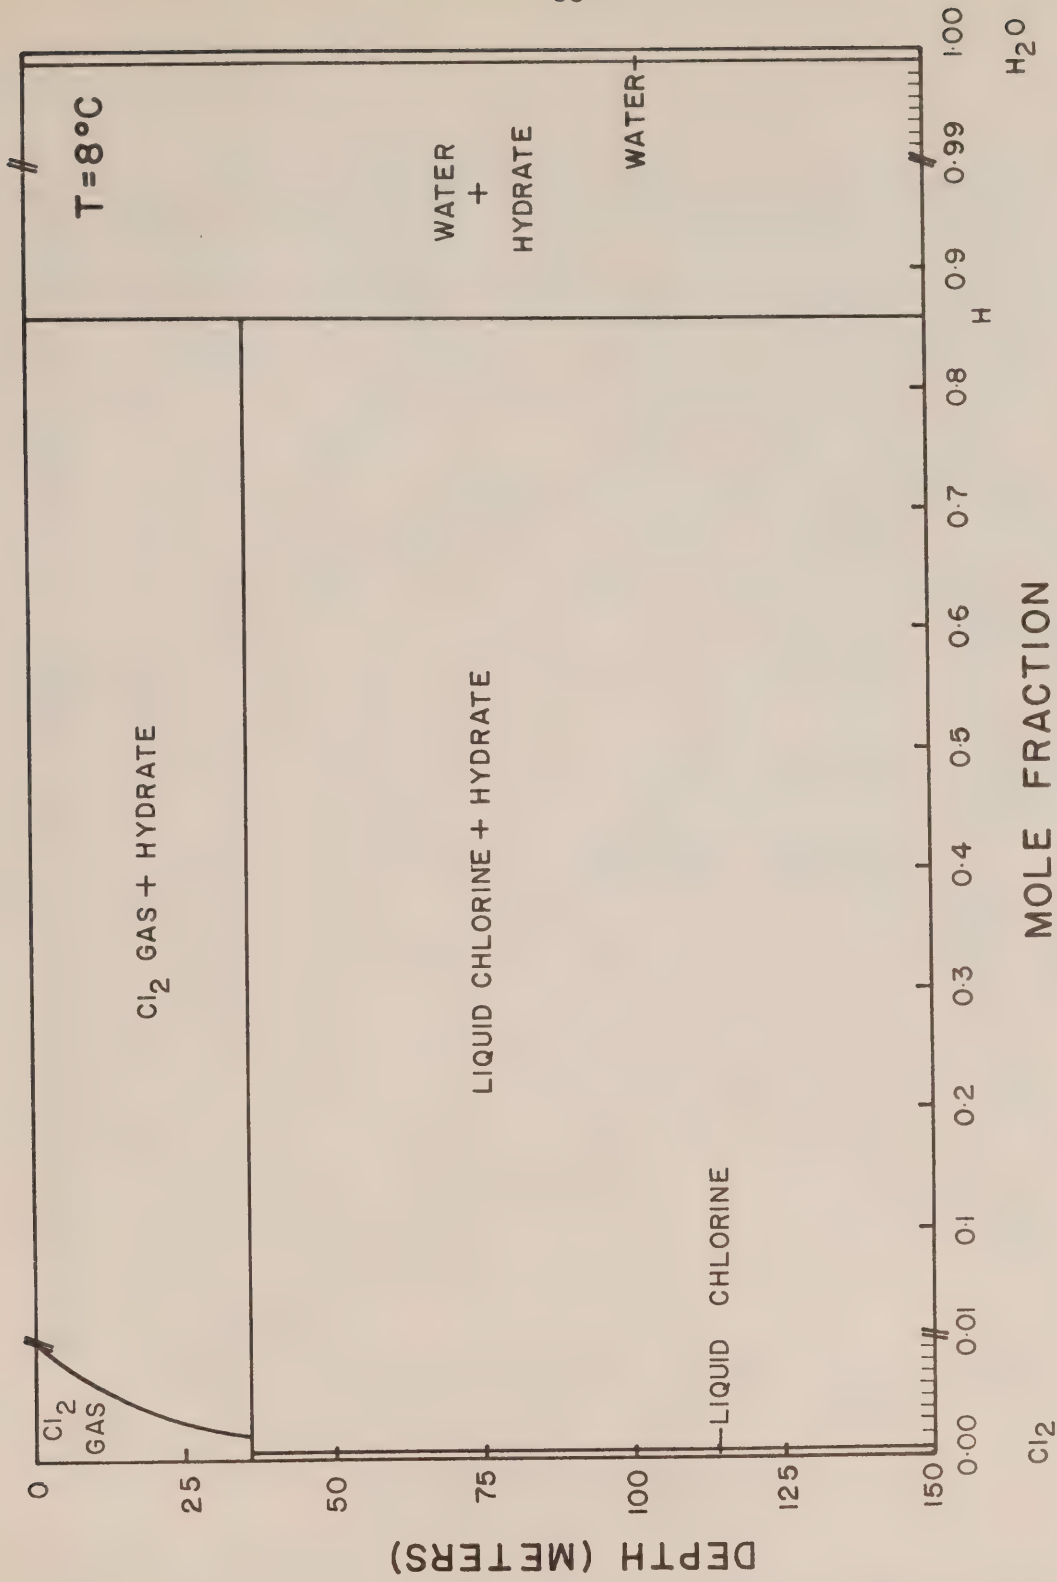 T = 8°C
Cl2
GAS
Cl2 GAS + HYDRATE
WATER
+
HYDRATE
WATER
LIQUID CHLORINE + HYDRATE
LIQUID CHLORINE
0
25
50
75
100
125
150
DEPTH (METERS)
0·00 0·01 0·1 0·2 0·3 0·4 0·5 0·6 0·7 0·8 0·9 0·99 1·00
H
Cl2 H2O
MOLE FRACTION